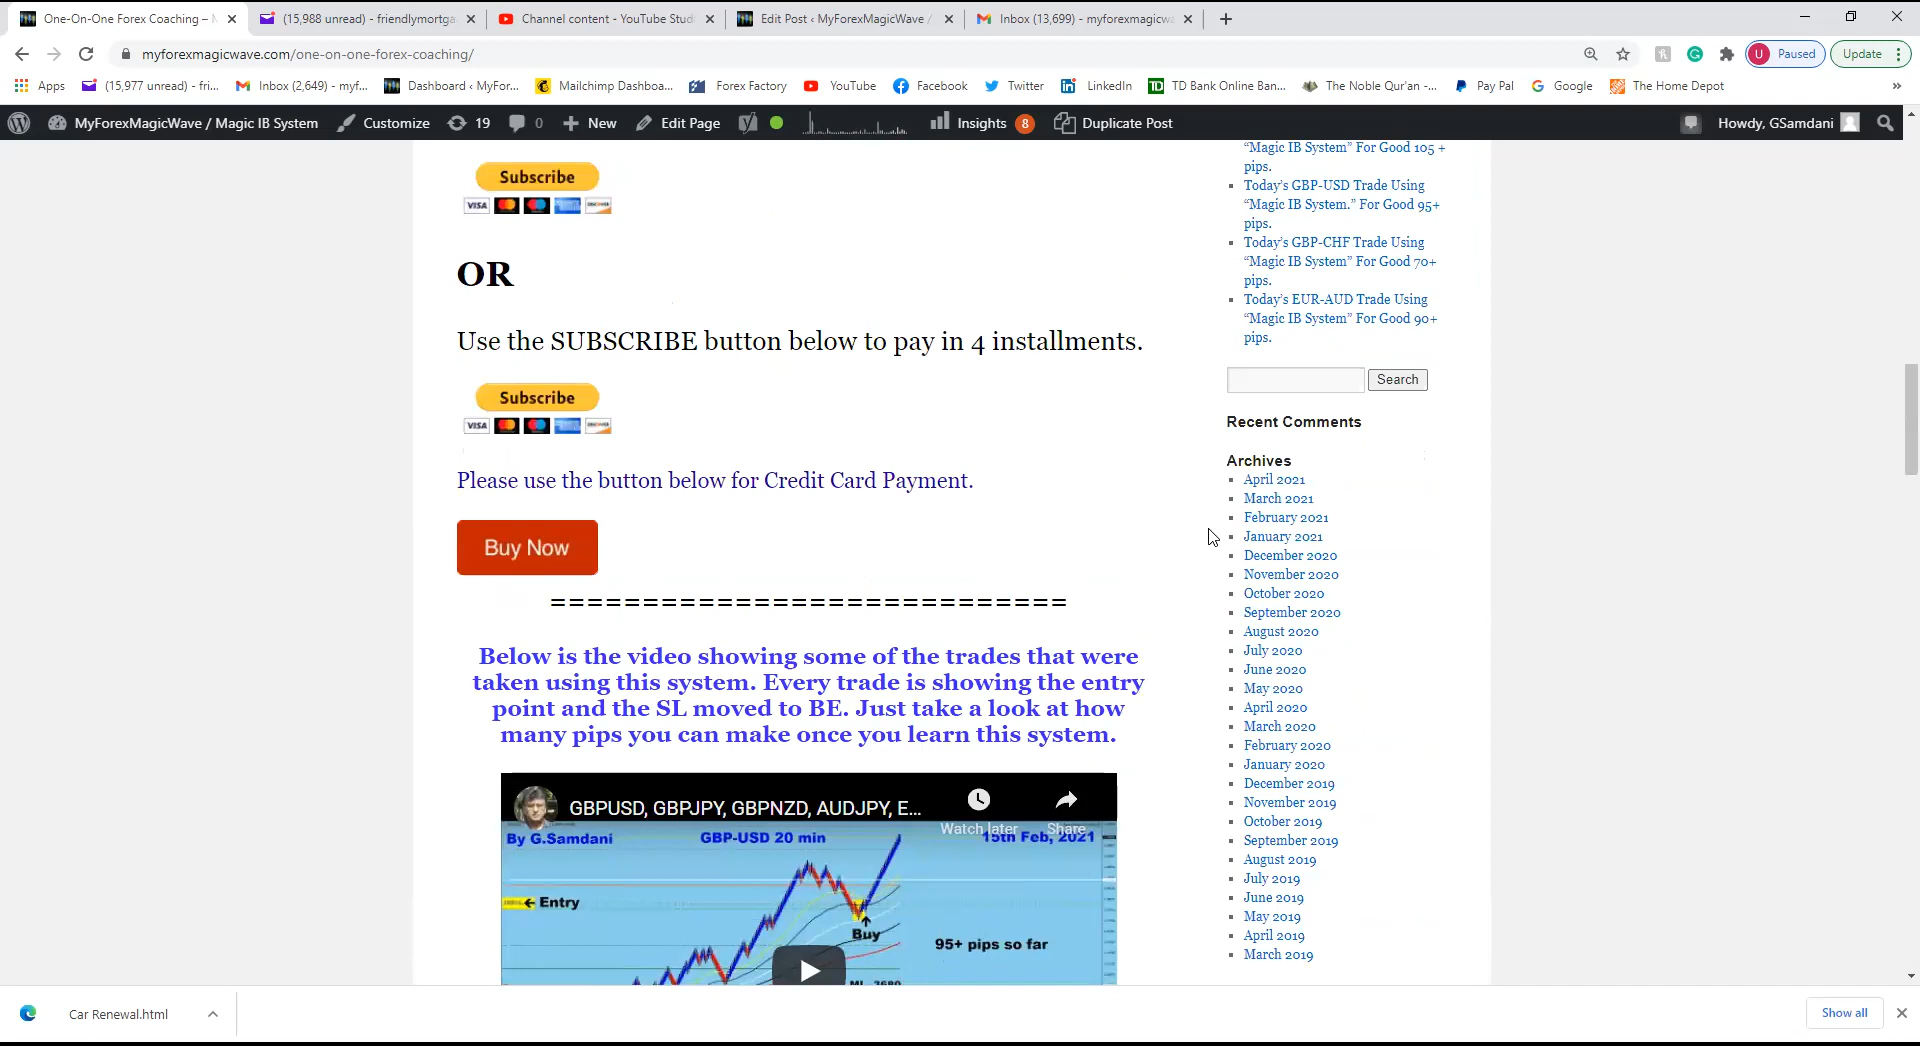 One-On-One Forex Coaching –
(15,988 unread) - friendlymortga
Channel content - YouTube Stud
Edit Post ‹ MyForexMagicWave /
Inbox (13,699) - myforexmagicwa
myforexmagicwave.com/one-on-one-forex-coaching/
U Paused
Update
Apps
(15,977 unread) - fri...
Inbox (2,649) - myf...
Dashboard ‹ MyFor...
Mailchimp Dashboa...
Forex Factory
YouTube
Facebook
Twitter
LinkedIn
TD Bank Online Ban...
The Noble Qur'an -...
Pay Pal
Google
The Home Depot
»
MyForexMagicWave / Magic IB System
Customize
19
0
New
Edit Page
Insights 8
Duplicate Post
Howdy, GSamdani
Subscribe
VISA
OR
Use the SUBSCRIBE button below to pay in 4 installments.
Subscribe
VISA
Please use the button below for Credit Card Payment.
Buy Now
============================
Below is the video showing some of the trades that were
taken using this system. Every trade is showing the entry
point and the SL moved to BE. Just take a look at how
many pips you can make once you learn this system.
GBPUSD, GBPJPY, GBPNZD, AUDJPY, E...
Watch later
Share
By G.Samdani
GBP-USD 20 min
15th Feb, 2021
Entry
Buy
95+ pips so far
“Magic IB System” For Good 105 +
pips.
Today’s GBP-USD Trade Using
“Magic IB System.” For Good 95+
pips.
Today’s GBP-CHF Trade Using
“Magic IB System” For Good 70+
pips.
Today’s EUR-AUD Trade Using
“Magic IB System” For Good 90+
pips.
Search
Recent Comments
Archives
April 2021
March 2021
February 2021
January 2021
December 2020
November 2020
October 2020
September 2020
August 2020
July 2020
June 2020
May 2020
April 2020
March 2020
February 2020
January 2020
December 2019
November 2019
October 2019
September 2019
August 2019
July 2019
June 2019
May 2019
April 2019
March 2019
Car Renewal.html
Show all